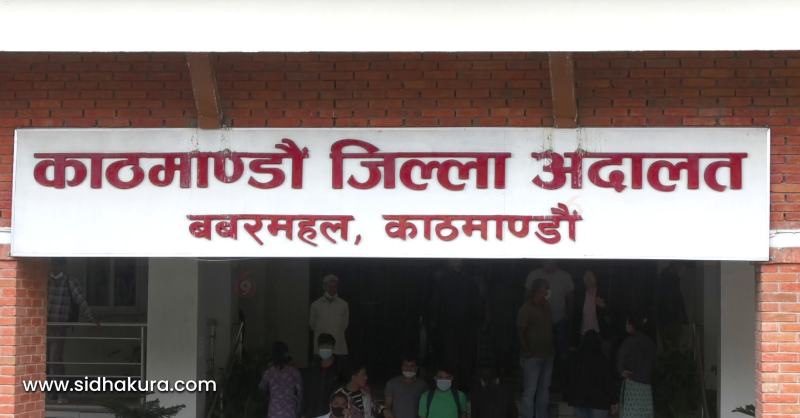 काठमाण्डौं जिल्ला अदालत
बबरमहल, काठमाण्डौं
www.sidhakura.com